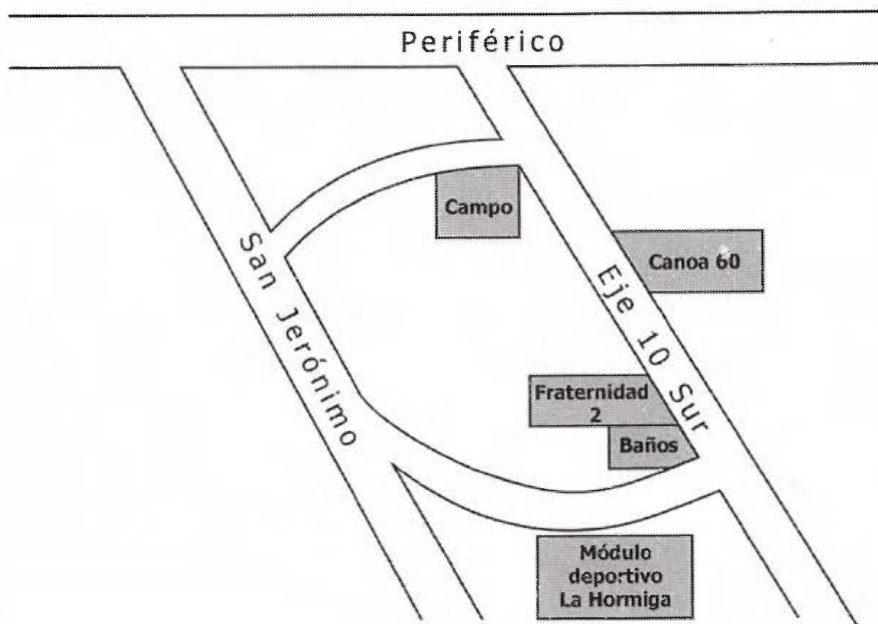 Periférico
Campo
San Jerónimo
Canoa 60
Eje 10 Sur
Fraternidad
2
Baños
Módulo
deportivo
La Hormiga